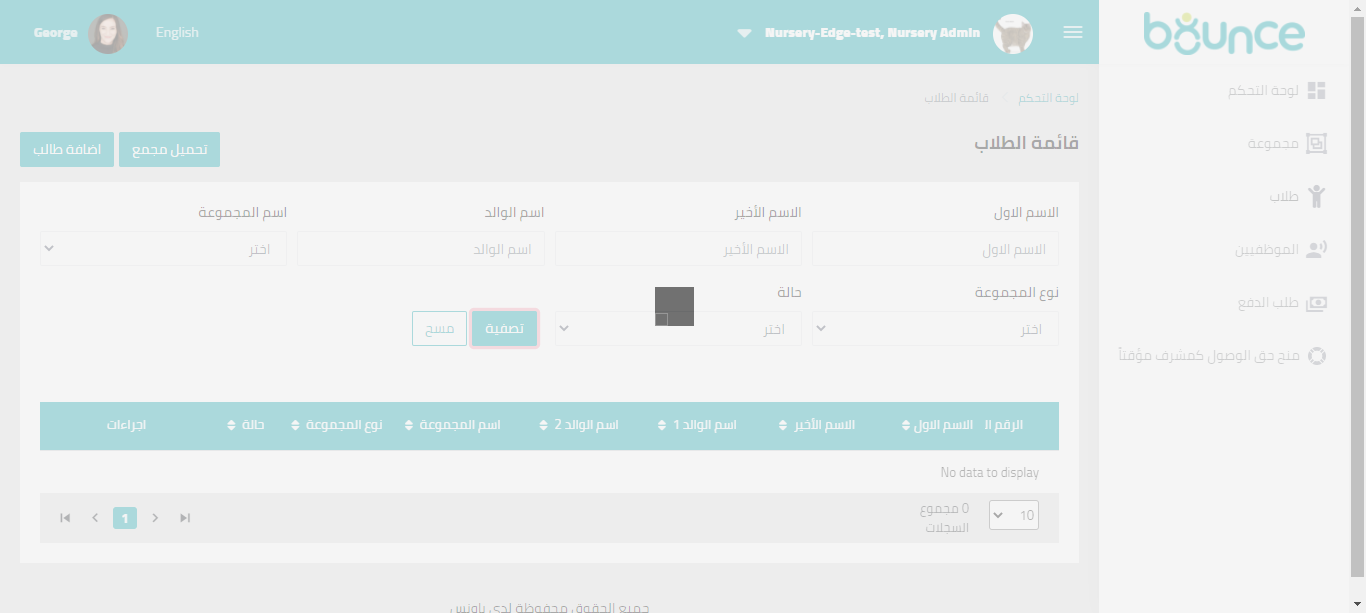 bounce
Nursery-Edge-test, Nursery Admin
English
George
لوحة التحكم
مجموعة
طلاب
الموظفيين
طلب الدفع
منح حق الوصول كمشرف مؤقتاً
لوحة التحكم
قائمة الطلاب
قائمة الطلاب
تحميل مجمع
اضافة طالب
الاسم الاول
الاسم الأخير
اسم الوالد
اسم المجموعة
الاسم الاول
الاسم الأخير
اسم الوالد
اختر
نوع المجموعة
حالة
اختر
اختر
تصفية
مسح
الرقم ال
الاسم الاول
الاسم الأخير
اسم الوالد 1
اسم الوالد 2
اسم المجموعة
نوع المجموعة
حالة
اجراءات
No data to display
10
0 مجموع
السجلات
1
جميع الحقوق محفوظة لدى باونس